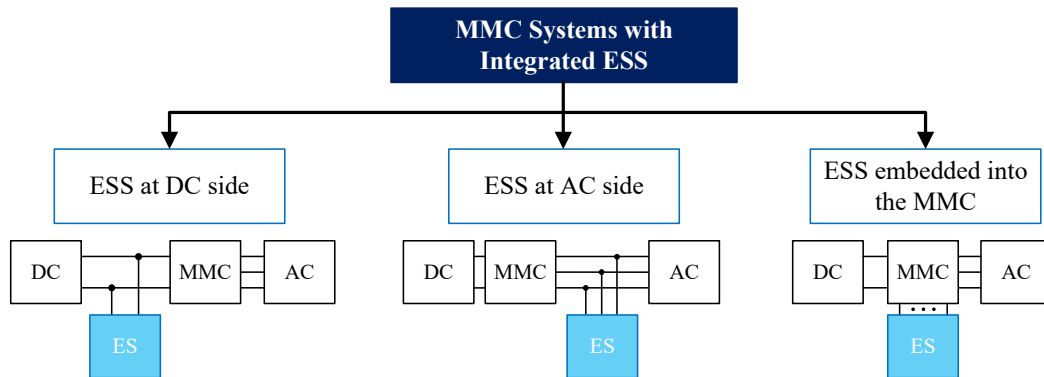 MMC Systems with
Integrated ESS
ESS at DC side
ESS at AC side
ESS embedded into
the MMC
DC
MMC
AC
ES
DC
MMC
AC
ES
DC
MMC
AC
ES